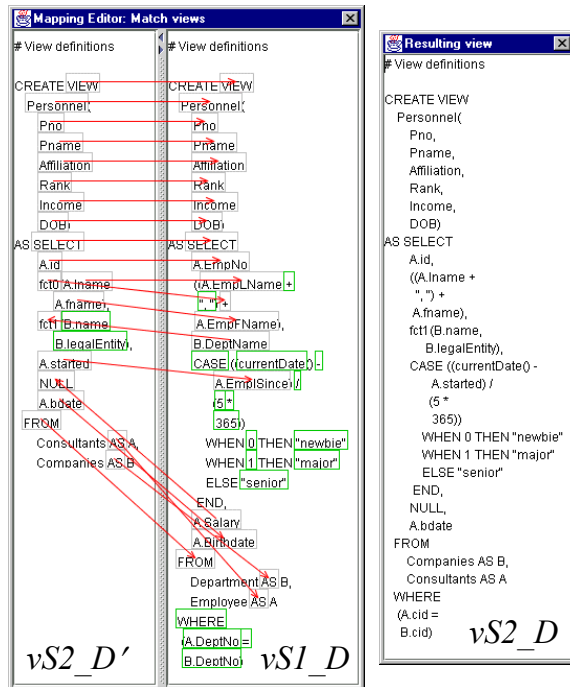 Mapping Editor: Match views
# View definitions
CREATE VIEW
Personnel(
Pno
Pname
Affiliation
Rank
Income
DOB)
AS SELECT
A.id
fct0 A.lname
A.fname),
fct1 B.name
B.legalEntity),
A.started
NULL
A.bdate
FROM
Consultants AS A,
Companies AS B
vS2_D'
# View definitions
CREATE VIEW
Personnel(
Pno
Pname
Affiliation
Rank
Income
DOB)
AS SELECT
A.EmpNo
((A.EmpLName +
", ") +
A.EmpFName),
B.DeptName
CASE ((currentDate() -
A.EmplSince) /
(5 *
365))
WHEN 0 THEN "newbie"
WHEN 1 THEN "major"
ELSE "senior"
END,
A.Salary
A.Birthdate
FROM
Department AS B,
Employee AS A
WHERE
(A.DeptNo =
B.DeptNo)
vS1_D
Resulting view
# View definitions
CREATE VIEW
Personnel(
Pno,
Pname,
Affiliation,
Rank,
Income,
DOB)
AS SELECT
A.id,
((A.lname +
", ") +
A.fname),
fct1 (B.name,
B.legalEntity),
CASE ((currentDate() -
A.started) /
(5 *
365))
WHEN 0 THEN "newbie"
WHEN 1 THEN "major"
ELSE "senior"
END,
NULL,
A.bdate
FROM
Companies AS B,
Consultants AS A
WHERE
(A.cid =
B.cid)
vS2_D